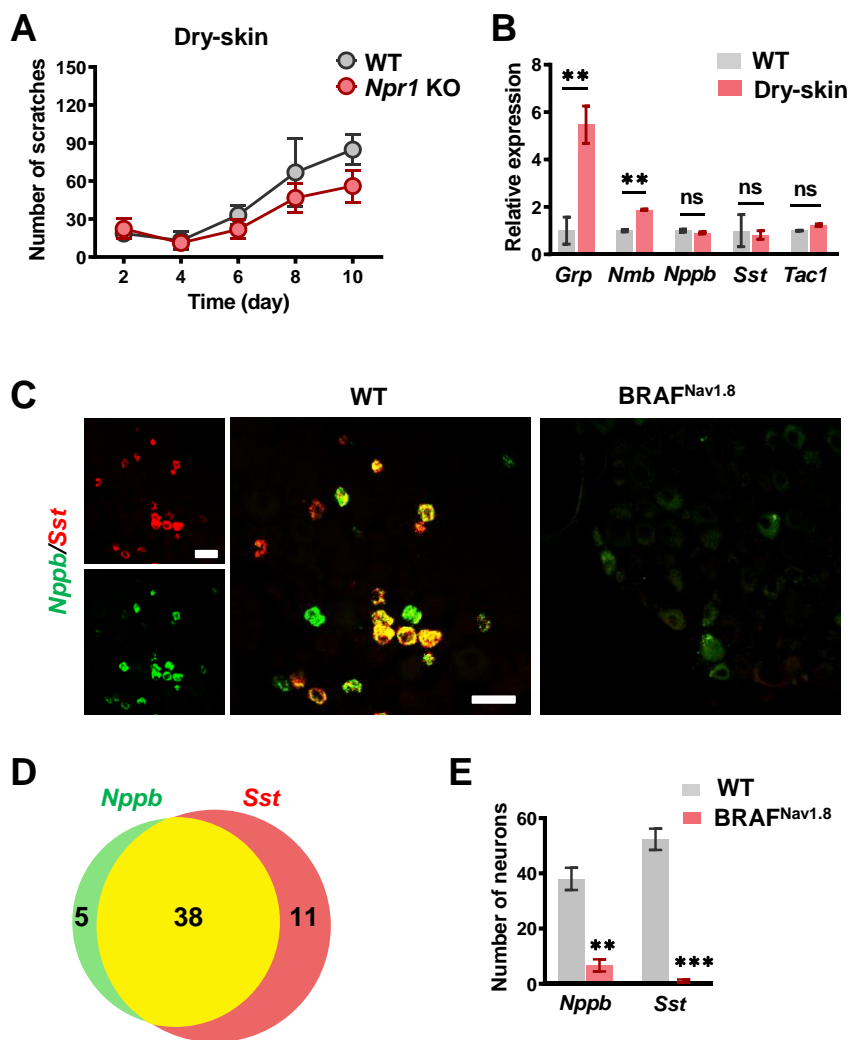 A
Dry-skin
WT
Npr1 KO
Number of scratches
150
120
90
60
30
0
2 4 6 8 10
Time (day)
B
WT
Dry-skin
Relative expression
8
6
4
2
0
** ** ns ns ns
Grp Nmb Nppb Sst Tac1
C
WT
BRAFNav1.8
Nppb/Sst
D
Nppb Sst
5 38 11
E
WT
BRAFNav1.8
Number of neurons
60
40
20
0
** ***
Nppb Sst